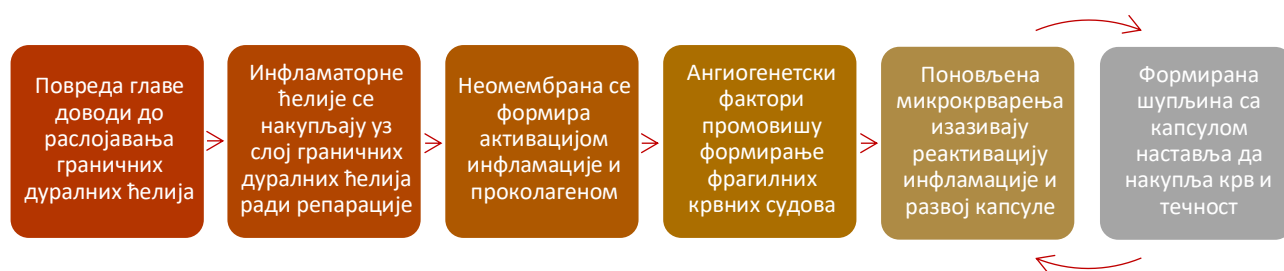 Повреда главе
доводи до
раслојавања
граничних
дуралних ћелија
Инфламаторне
ћелије се
накупљају уз
слој граничних
дуралних ћелија
ради репарације
Неомембрана се
формира
активацијом
инфламације и
проколагеном
Ангиогенетски
фактори
промовишу
формирање
фрагилних
крвних судова
Поновљена
микрокрварења
изазивају
реактивацију
инфламације и
развој капсуле
Формирана
шупљина са
капсулом
наставља да
накупља крв и
течност